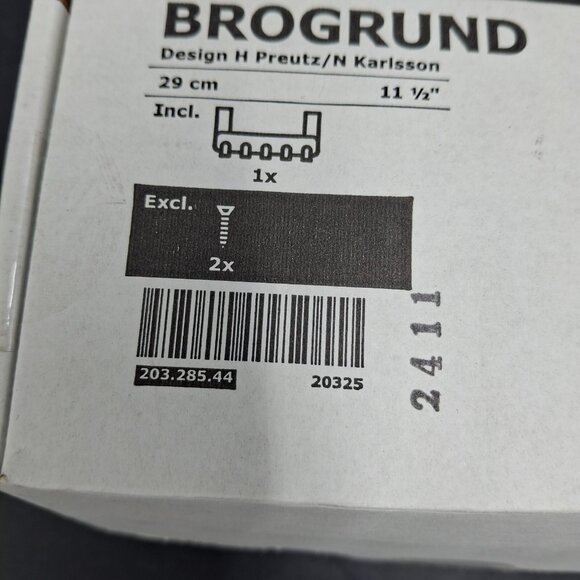 BROGRUND
Design H Preutz/N Karlsson
29 cm 11 ½"
Incl.
1x
Excl.
2x
203.285.44 20325
2411